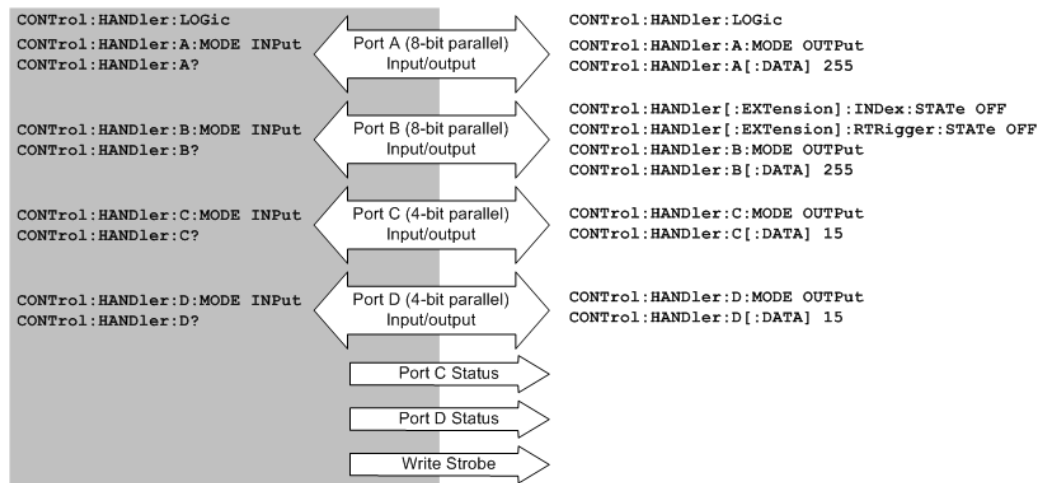 CONTrol:HANDler:LOGic
CONTrol:HANDler:A:MODE INPut
CONTrol:HANDler:A?
Port A (8-bit parallel)
Input/output
CONTrol:HANDler:LOGic
CONTrol:HANDler:A:MODE OUTPut
CONTrol:HANDler:A[:DATA] 255
CONTrol:HANDler:B:MODE INPut
CONTrol:HANDler:B?
Port B (8-bit parallel)
Input/output
CONTrol:HANDler[:EXTension]:INDex:STATe OFF
CONTrol:HANDler[:EXTension]:RTRigger:STATe OFF
CONTrol:HANDler:B:MODE OUTPut
CONTrol:HANDler:B[:DATA] 255
CONTrol:HANDler:C:MODE INPut
CONTrol:HANDler:C?
Port C (4-bit parallel)
Input/output
CONTrol:HANDler:C:MODE OUTPut
CONTrol:HANDler:C[:DATA] 15
CONTrol:HANDler:D:MODE INPut
CONTrol:HANDler:D?
Port D (4-bit parallel)
Input/output
CONTrol:HANDler:D:MODE OUTPut
CONTrol:HANDler:D[:DATA] 15
Port C Status
Port D Status
Write Strobe